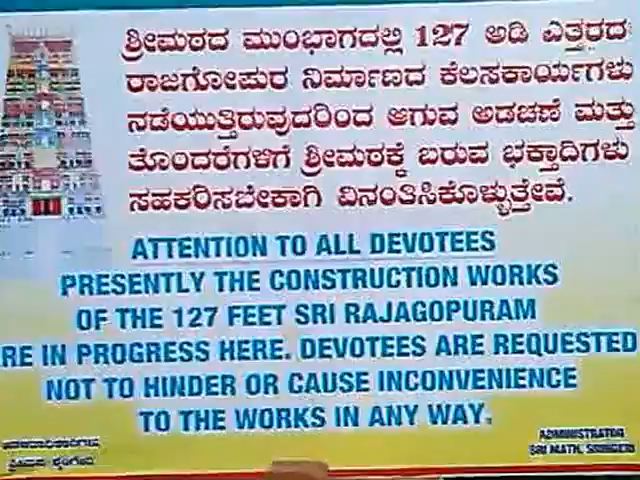 ಶ್ರೀಮಠದ ಮುಂಭಾಗದಲ್ಲಿ 127 ಅಡಿ ಎತ್ತರದ
ರಾಜಗೋಪುರ ನಿರ್ಮಾಣದ ಕೆಲಸಕಾರ್ಯಗಳು
ನಡೆಯುತ್ತಿರುವುದರಿಂದ ಆಗುವ ಅಡಚಣೆ ಮತ್ತು
ತೊಂದರೆಗಳಿಗೆ ಶ್ರೀಮಠಕ್ಕೆ ಬರುವ ಭಕ್ತಾದಿಗಳು
ಸಹಕರಿಸಬೇಕಾಗಿ ವಿನಂತಿಸಿಕೊಳ್ಳುತ್ತೇವೆ.
ATTENTION TO ALL DEVOTEES
PRESENTLY THE CONSTRUCTION WORKS
OF THE 127 FEET SRI RAJAGOPURAM
RE IN PROGRESS HERE. DEVOTEES ARE REQUESTED
NOT TO HINDER OR CAUSE INCONVENIENCE
TO THE WORKS IN ANY WAY.
ADMINISTRATOR
SRI MATH, SRINGERI